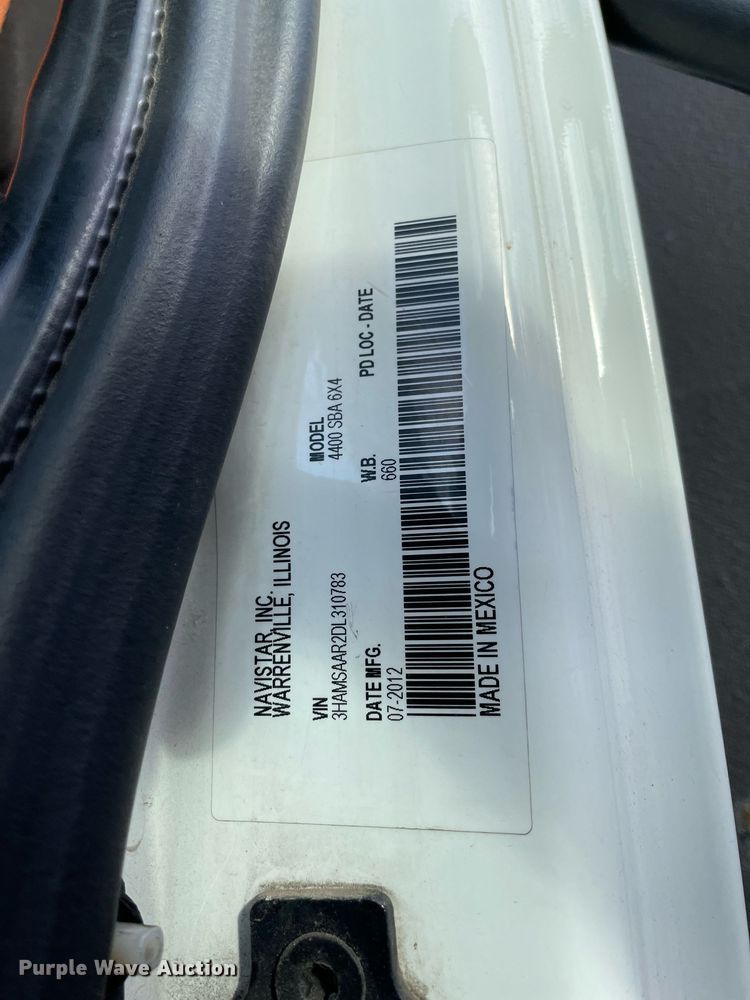 NAVISTAR, INC.
WARRENVILLE, ILLINOIS
VIN MODEL
3HAMSAAR2DL310783 4400 SBA 6X4
DATE MFG. W.B. PD LOC - DATE
07-2012 660
MADE IN MEXICO
Purple Wave Auction